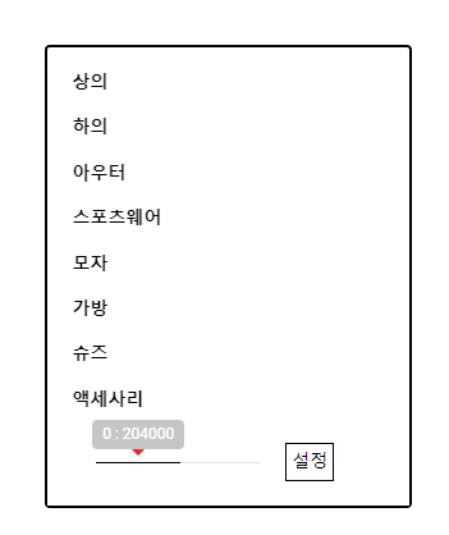 상의
하의
아우터
스포츠웨어
모자
가방
슈즈
액세사리
0 : 204000
설정